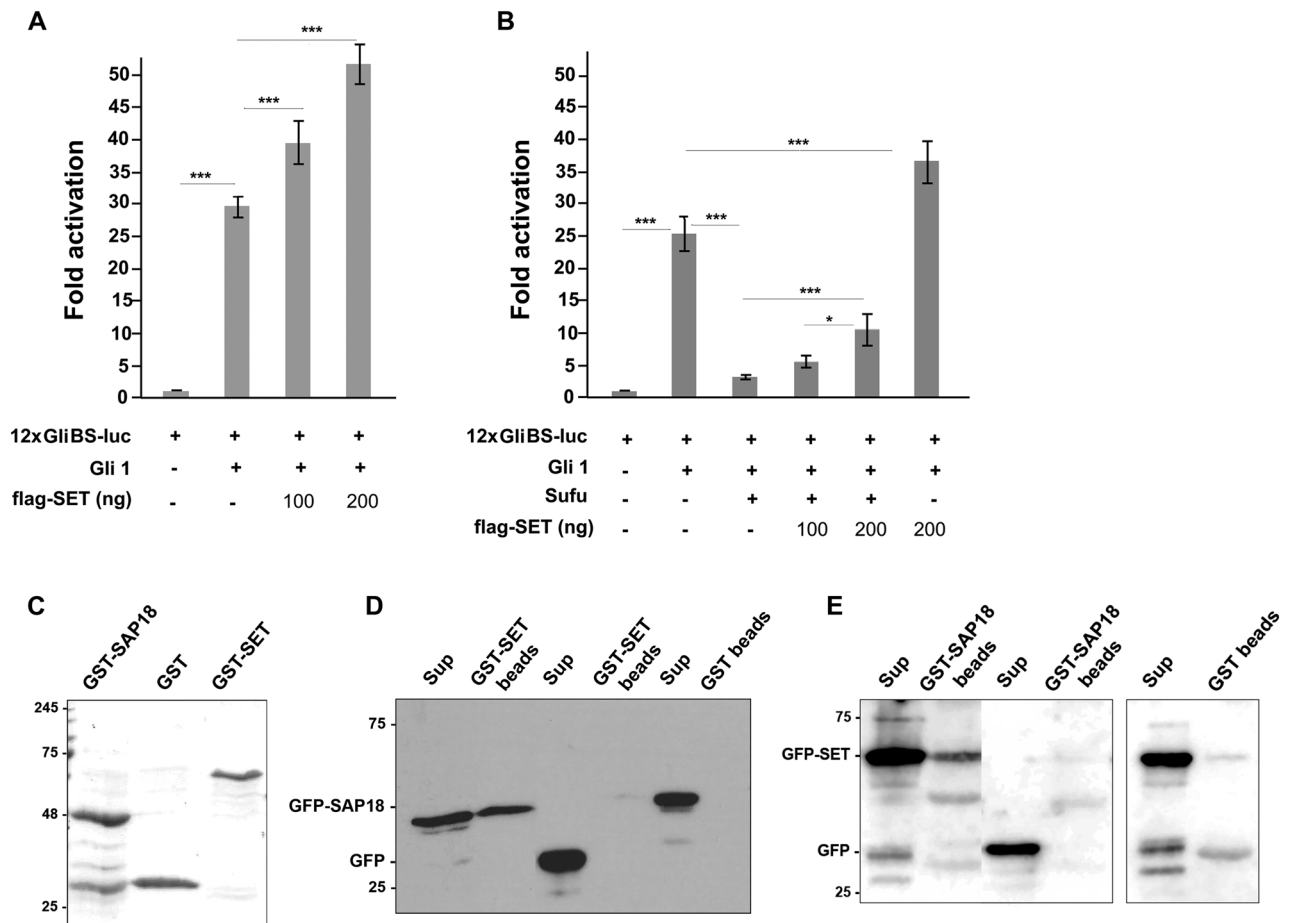 A
***
***
***
50
45
40
35
30
25
20
15
10
5
0
Fold activation
12xGliBS-luc + + + +
Gli 1 - + + +
flag-SET (ng) - - 100 200
B
***
*** ***
***
*
50
45
40
35
30
25
20
15
10
5
0
Fold activation
12xGliBS-luc + + + + + +
Gli 1 - + + + + +
Sufu - - + + + -
flag-SET (ng) - - - 100 200 200
C
GST-SAP18
GST
GST-SET
245
75
48
25
D
Sup
GST-SET
beads
Sup
GST-SET
beads
Sup
GST beads
75
GFP-SAP18
GFP
25
E
Sup
GST-SAP18
beads
Sup
GST-SAP18
beads
Sup
GST beads
75
GFP-SET
GFP
25